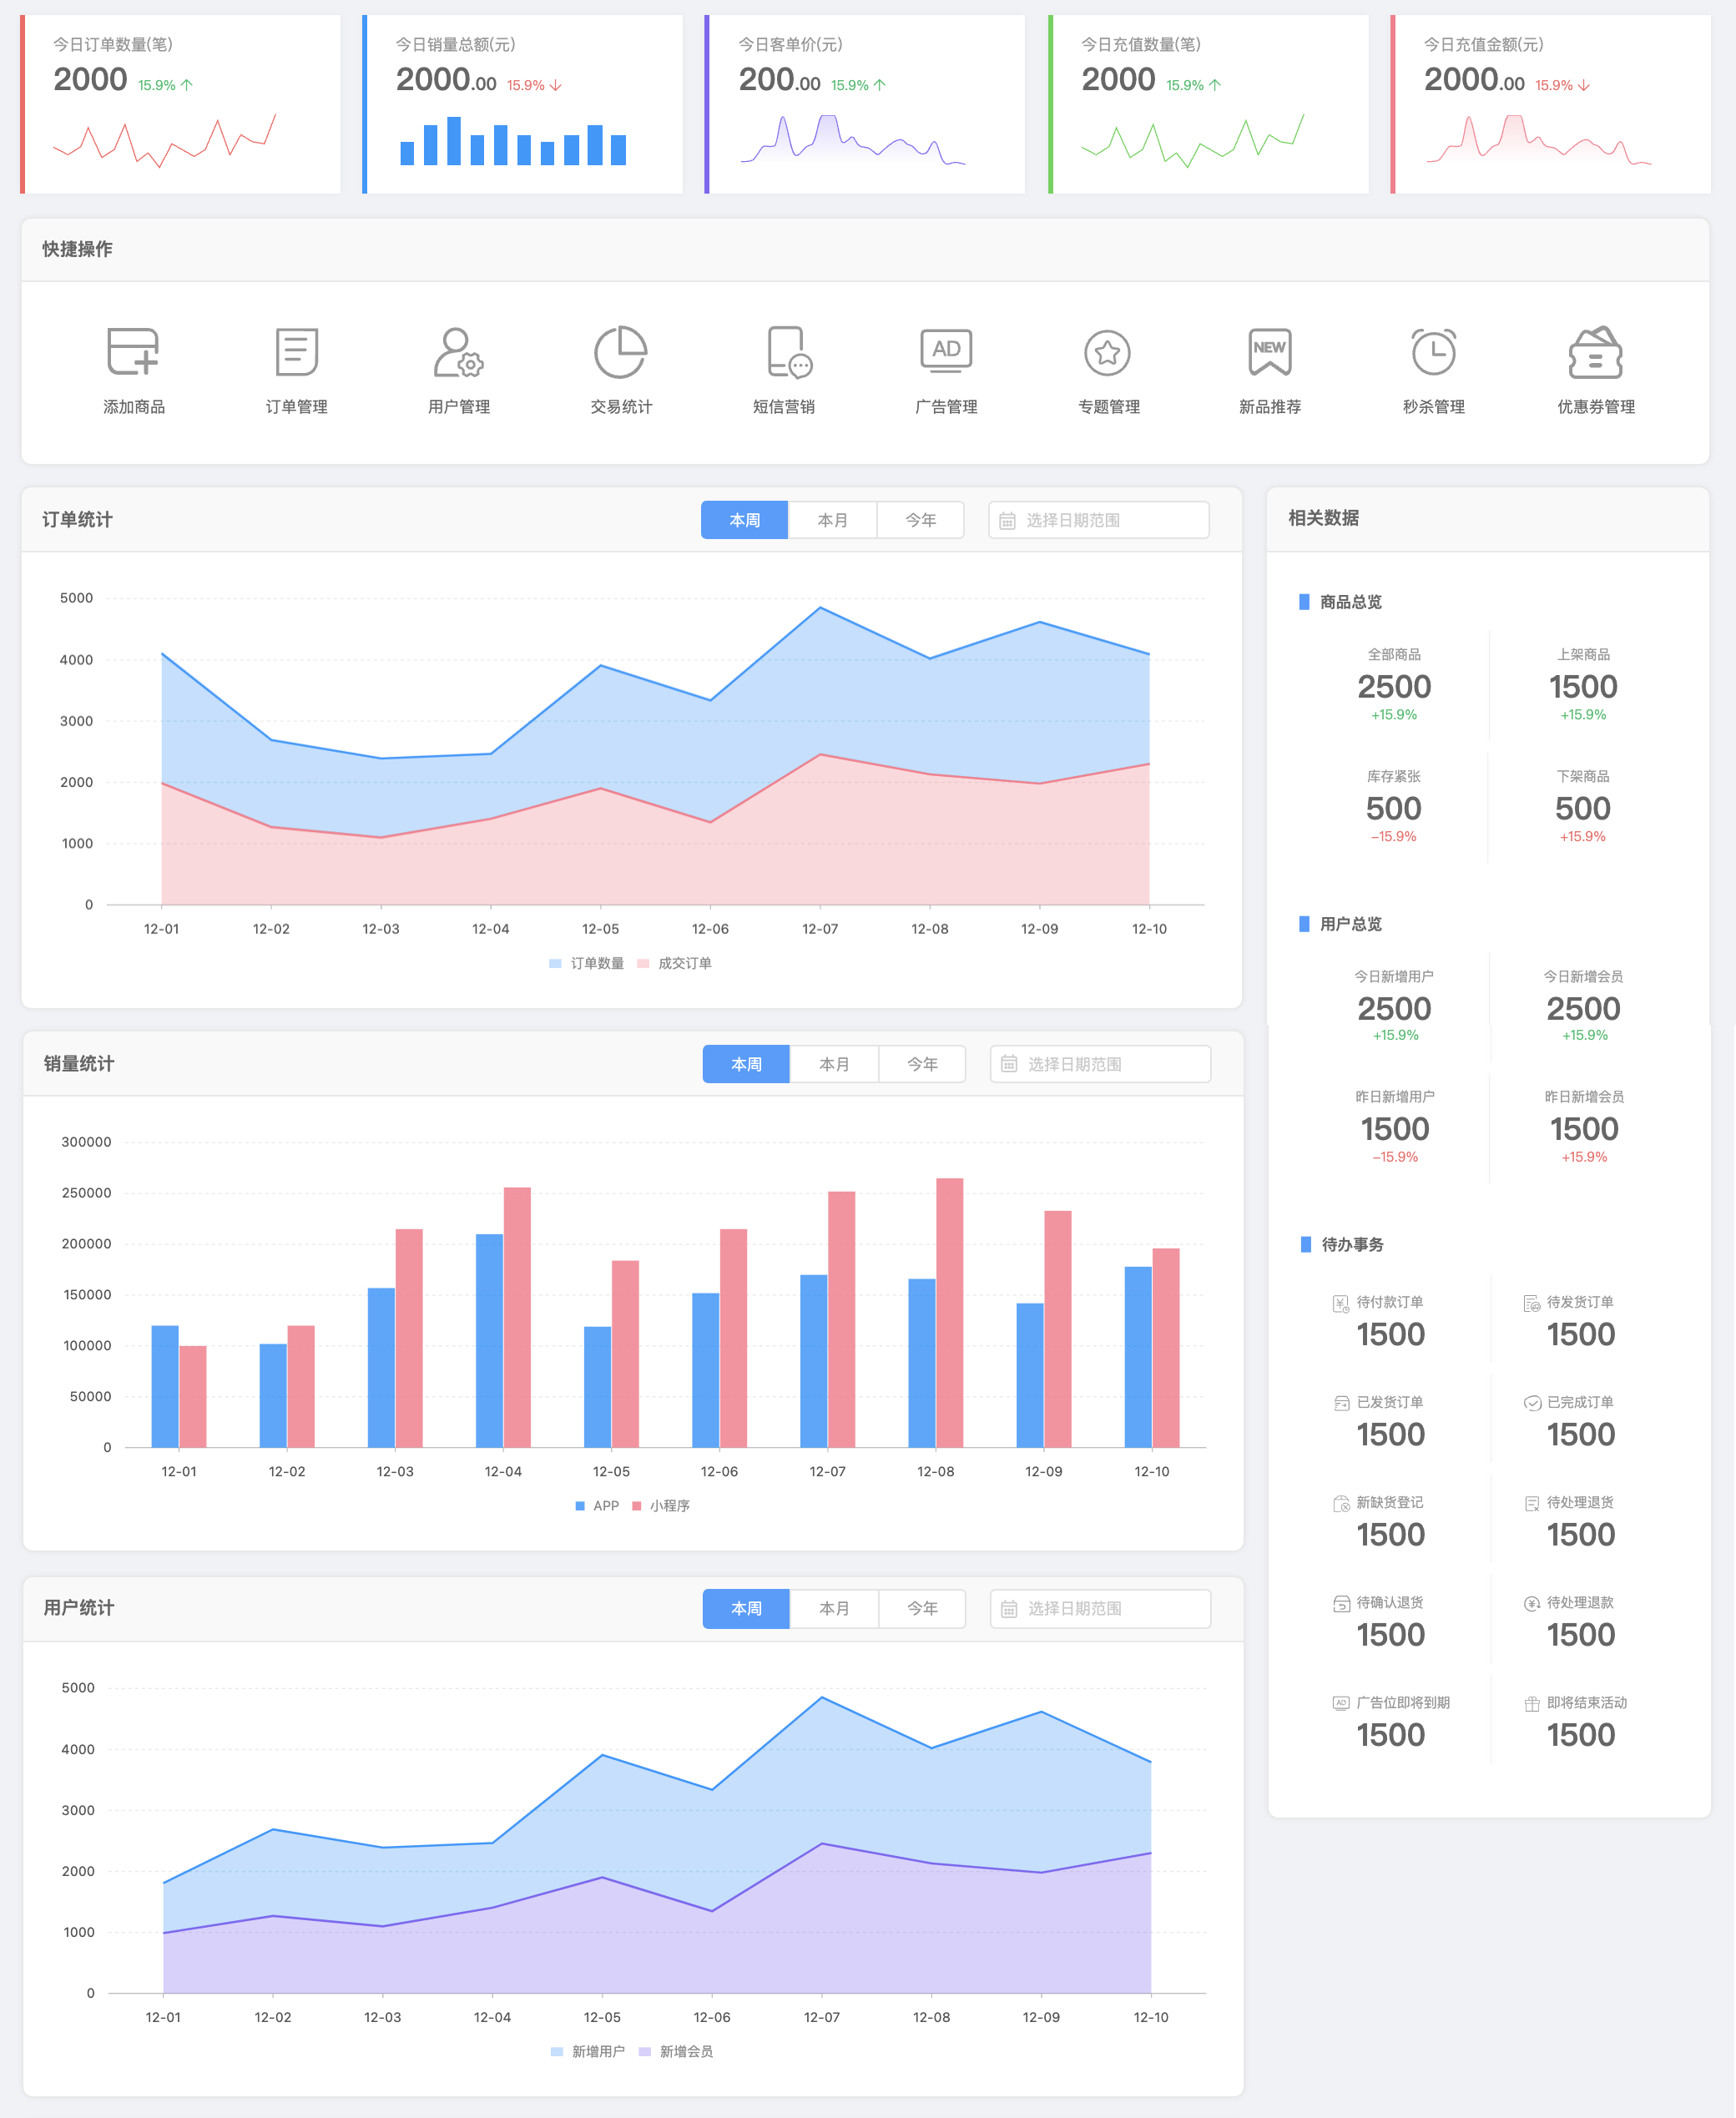 今日订单数量(笔)
2000 15.9%↑
今日销量总额(元)
2000.00 15.9%↓
今日客单价(元)
200.00 15.9%↑
今日充值数量(笔)
2000 15.9%↑
今日充值金额(元)
2000.00 15.9%↓
快捷操作
AD
NEW
添加商品 订单管理 用户管理 交易统计 短信营销 广告管理 专题管理 新品推荐 秒杀管理 优惠券管理
订单统计
本周 本月 今年 选择日期范围
5000
4000
3000
2000
1000
0
12-01 12-02 12-03 12-04 12-05 12-06 12-07 12-08 12-09 12-10
订单数量 成交订单
销量统计
本周 本月 今年 选择日期范围
300000
250000
200000
150000
100000
50000
0
12-01 12-02 12-03 12-04 12-05 12-06 12-07 12-08 12-09 12-10
APP 小程序
用户统计
本周 本月 今年 选择日期范围
5000
4000
3000
2000
1000
0
12-01 12-02 12-03 12-04 12-05 12-06 12-07 12-08 12-09 12-10
新增用户 新增会员
相关数据
商品总览
全部商品 上架商品
2500 1500
+15.9% +15.9%
库存紧张 下架商品
500 500
-15.9% +15.9%
用户总览
今日新增用户 今日新增会员
2500 2500
+15.9% +15.9%
昨日新增用户 昨日新增会员
1500 1500
-15.9% +15.9%
待办事务
¥ 待付款订单 待发货订单
1500 1500
已发货订单 已完成订单
1500 1500
新缺货登记 待处理退货
1500 1500
待确认退货 ¥ 待处理退款
1500 1500
AD 广告位即将到期 即将结束活动
1500 1500